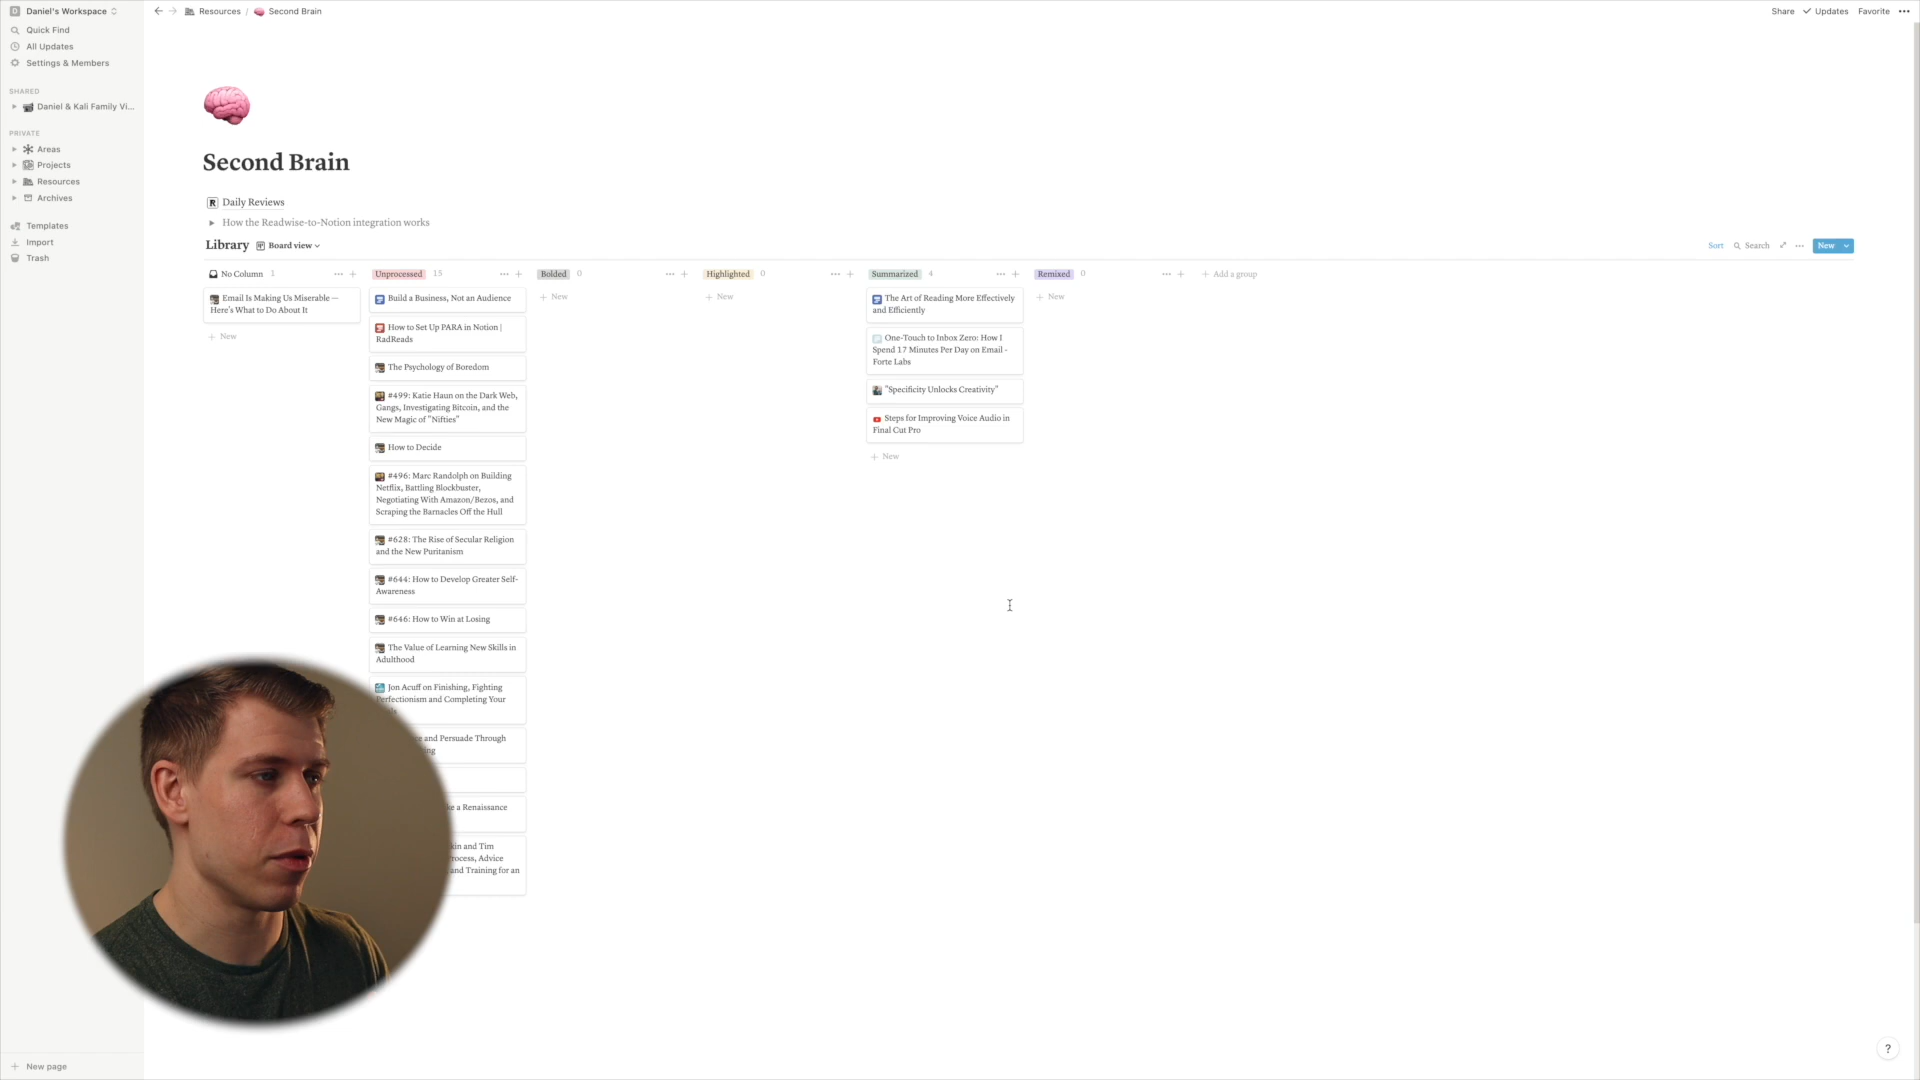 D Daniel's Workspace
Quick Find
All Updates
Settings & Members
SHARED
Daniel & Kali Family Vi...
PRIVATE
Areas
Projects
Resources
Archives
Templates
Import
Trash
New page
Resources / Second Brain
Share Updates Favorite
Second Brain
R Daily Reviews
How the Readwise-to-Notion integration works
Library Board view
Sort Search New
No Column 1
Email Is Making Us Miserable —
Here's What to Do About It
New
Unprocessed 15
Build a Business, Not an Audience
How to Set Up PARA in Notion |
RadReads
The Psychology of Boredom
#499: Katie Haun on the Dark Web,
Gangs, Investigating Bitcoin, and the
New Magic of "Nifties"
How to Decide
#496: Marc Randolph on Building
Netflix, Battling Blockbuster,
Negotiating With Amazon/Bezos, and
Scraping the Barnacles Off the Hull
#628: The Rise of Secular Religion
and the New Puritanism
#644: How to Develop Greater Self-
Awareness
#646: How to Win at Losing
The Value of Learning New Skills in
Adulthood
Jon Acuff on Finishing, Fighting
Perfectionism and Completing Your
and Persuade Through
a Renaissance
and Tim
Process, Advice
and Training for an
Bolded 0
New
Highlighted 0
New
Summarized 4
The Art of Reading More Effectively
and Efficiently
One-Touch to Inbox Zero: How I
Spend 17 Minutes Per Day on Email -
Forte Labs
"Specificity Unlocks Creativity"
Steps for Improving Voice Audio in
Final Cut Pro
New
Remixed 0
New
Add a group
?